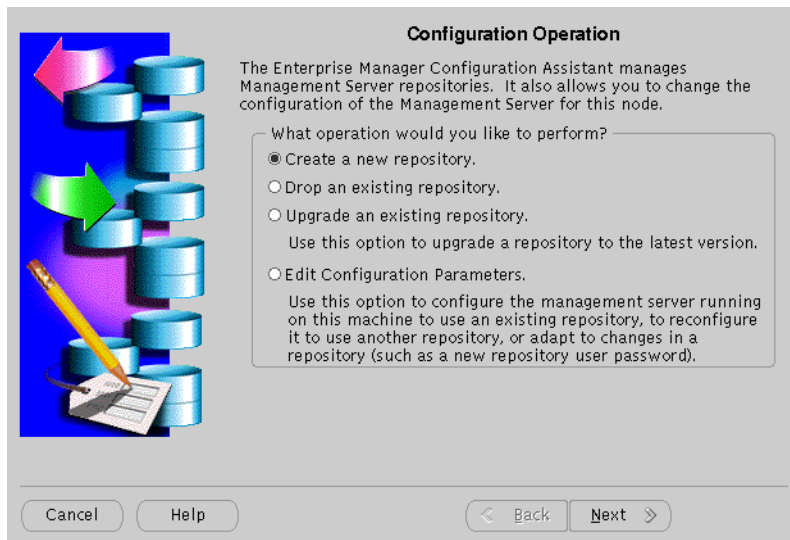 Configuration Operation
The Enterprise Manager Configuration Assistant manages
Management Server repositories.  It also allows you to change the
configuration of the Management Server for this node.
What operation would you like to perform?
Create a new repository.
Drop an existing repository.
Upgrade an existing repository.
Use this option to upgrade a repository to the latest version.
Edit Configuration Parameters.
Use this option to configure the management server running
on this machine to use an existing repository, to reconfigure
it to use another repository, or adapt to changes in a
repository (such as a new repository user password).
Cancel
Help
Back
Next